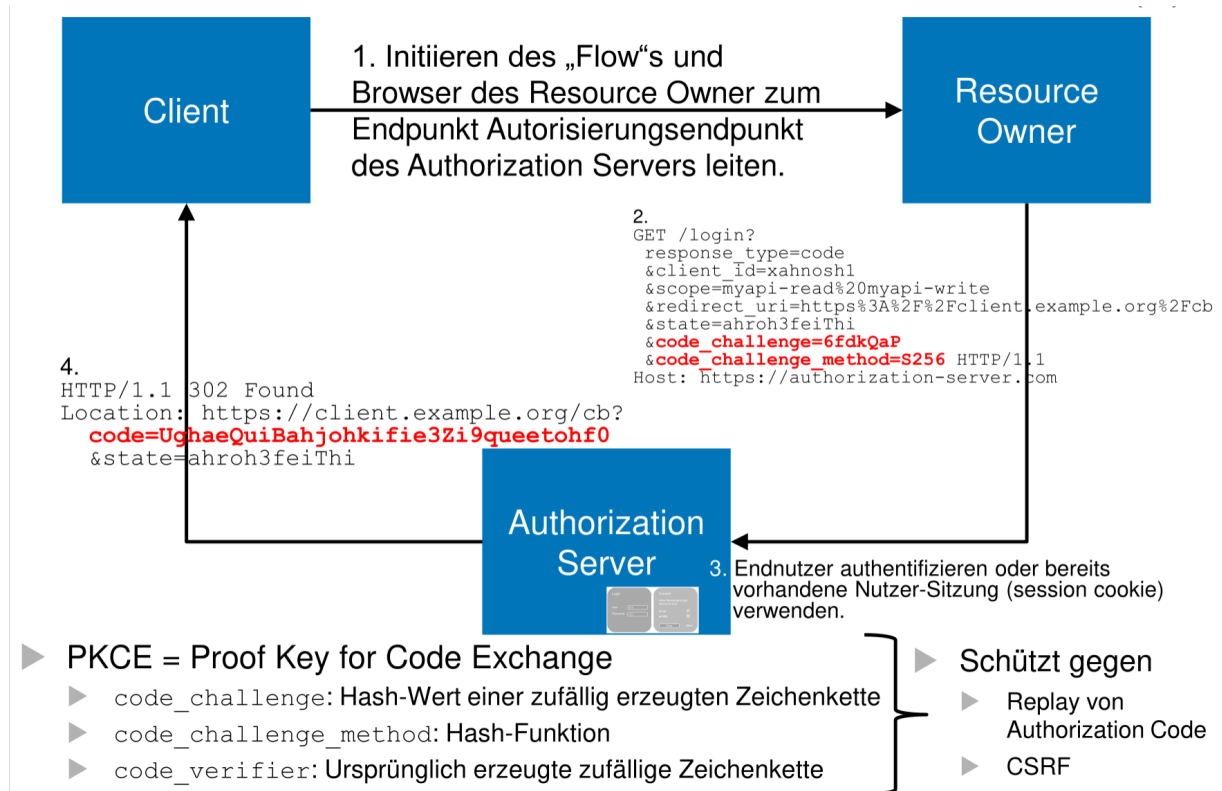 Client
1. Initiieren des „Flow“s und
Browser des Resource Owner zum
Endpunkt Autorisierungsendpunkt
des Authorization Servers leiten.
Resource
Owner
2.
GET /login?
response_type=code
&client_id=xahnosh1
&scope=myapi-read%20myapi-write
&redirect_uri=https%3A%2F%2Fclient.example.org%2Fcb
&state=ahroh3feiThi
&code_challenge=6fdkQaP
&code_challenge_method=S256 HTTP/1.1
Host: https://authorization-server.com
4.
HTTP/1.1 302 Found
Location: https://client.example.org/cb?
code=UghaeQuiBahjohkifie3Zi9queetohf0
&state=ahroh3feiThi
Authorization
Server
3. Endnutzer authentifizieren oder bereits
vorhandene Nutzer-Sitzung (session cookie)
verwenden.
PKCE = Proof Key for Code Exchange
code_challenge: Hash-Wert einer zufällig erzeugten Zeichenkette
code_challenge_method: Hash-Funktion
code_verifier: Ursprünglich erzeugte zufällige Zeichenkette
Schützt gegen
Replay von
Authorization Code
CSRF